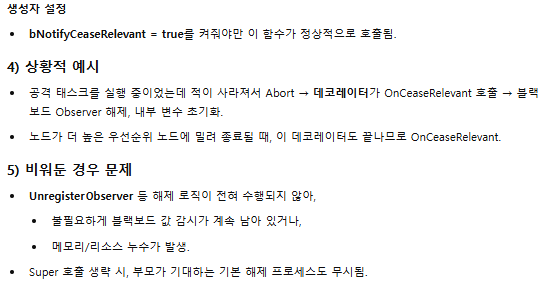 생성자 설정
bNotifyCeaseRelevant = true를 켜줘야만 이 함수가 정상적으로 호출됨.
4) 상황적 예시
공격 태스크를 실행 중이었는데 적이 사라져서 Abort → 데코레이터가 OnCeaseRelevant 호출 → 블랙
보드 Observer 해제, 내부 변수 초기화.
노드가 더 높은 우선순위 노드에 밀려 종료될 때, 이 데코레이터도 끝나므로 OnCeaseRelevant.
5) 비워둔 경우 문제
UnregisterObserver 등 해제 로직이 전혀 수행되지 않아,
불필요하게 블랙보드 값 감시가 계속 남아 있거나,
메모리/리소스 누수가 발생.
Super 호출 생략 시, 부모가 기대하는 기본 해제 프로세스도 무시됨.